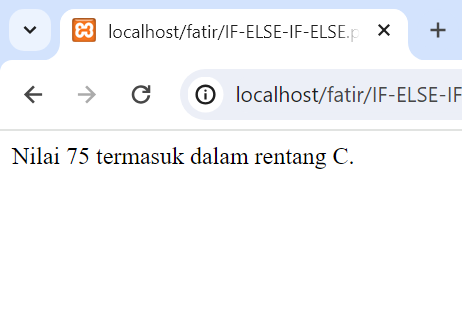 localhost/fatir/IF-ELSE-IF-ELSE.p
localhost/fatir/IF-ELSE-IF
Nilai 75 termasuk dalam rentang C.